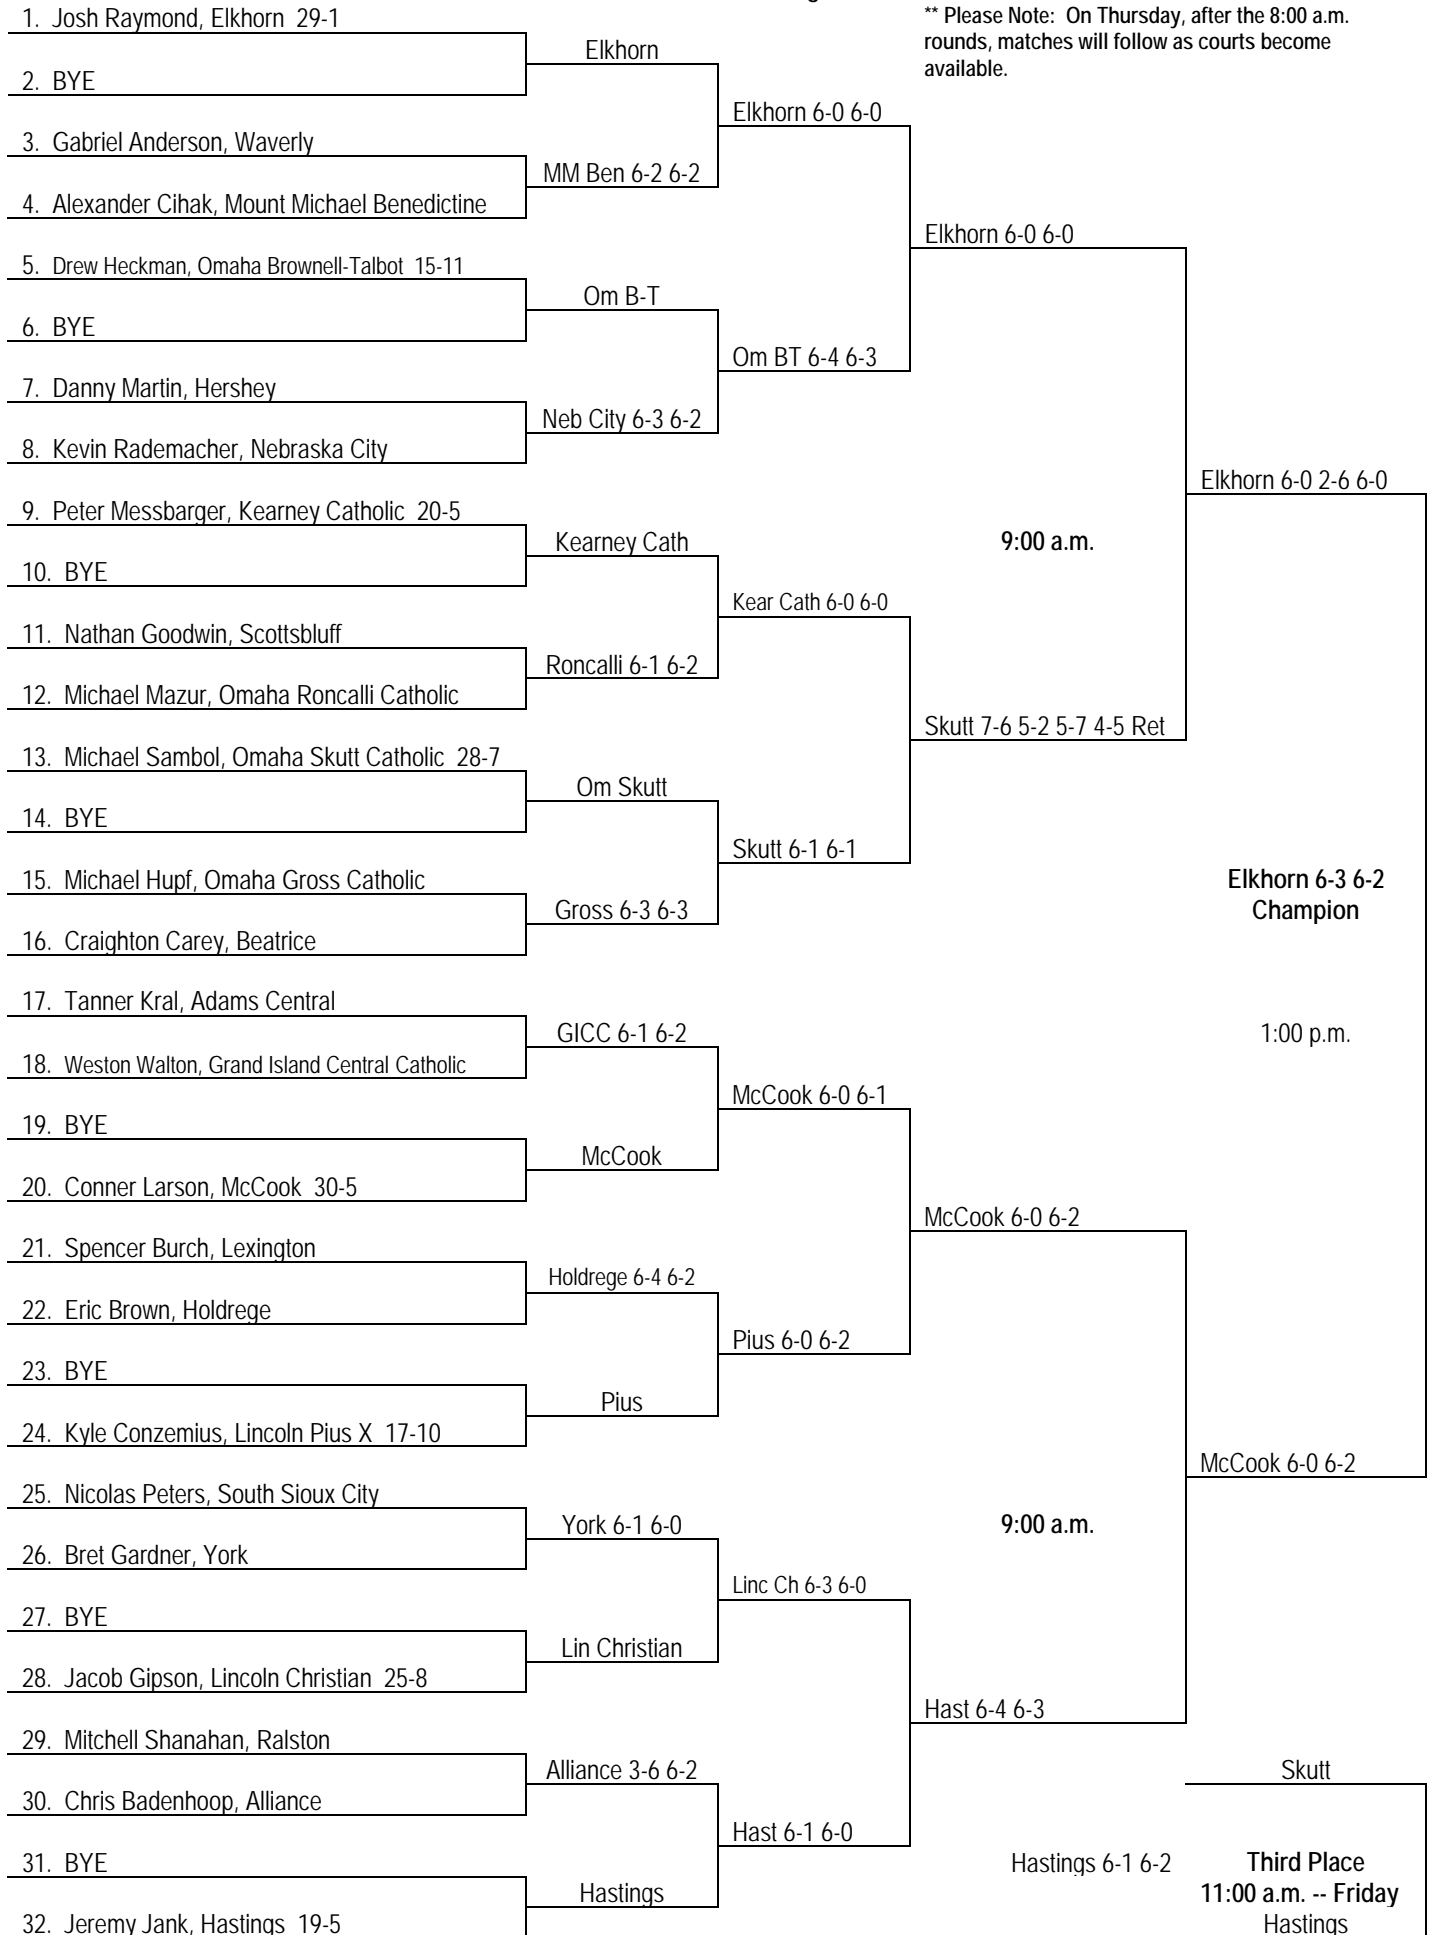 ** Please Note:  On Thursday, after the 8:00 a.m.
rounds, matches will follow as courts become
available.
1.  Josh Raymond, Elkhorn  29-1
Elkhorn
2.  BYE
Elkhorn 6-0 6-0
3.  Gabriel Anderson, Waverly
MM Ben 6-2 6-2
4.  Alexander Cihak, Mount Michael Benedictine
Elkhorn 6-0 6-0
5.  Drew Heckman, Omaha Brownell-Talbot  15-11
Om B-T
6.  BYE
Om BT 6-4 6-3
7.  Danny Martin, Hershey
Neb City 6-3 6-2
8.  Kevin Rademacher, Nebraska City
Elkhorn 6-0 2-6 6-0
9.  Peter Messbarger, Kearney Catholic  20-5
Kearney Cath
9:00 a.m.
10.  BYE
Kear Cath 6-0 6-0
11.  Nathan Goodwin, Scottsbluff
Roncalli 6-1 6-2
12.  Michael Mazur, Omaha Roncalli Catholic
Skutt 7-6 5-2 5-7 4-5 Ret
13.  Michael Sambol, Omaha Skutt Catholic  28-7
Om Skutt
14.  BYE
Skutt 6-1 6-1
15.  Michael Hupf, Omaha Gross Catholic
Elkhorn 6-3 6-2
Champion
Gross 6-3 6-3
16.  Craighton Carey, Beatrice
17.  Tanner Kral, Adams Central
GICC 6-1 6-2
1:00 p.m.
18.  Weston Walton, Grand Island Central Catholic
McCook 6-0 6-1
19.  BYE
McCook
20.  Conner Larson, McCook  30-5
McCook 6-0 6-2
21.  Spencer Burch, Lexington
Holdrege 6-4 6-2
22.  Eric Brown, Holdrege
Pius 6-0 6-2
23.  BYE
Pius
24.  Kyle Conzemius, Lincoln Pius X  17-10
McCook 6-0 6-2
25.  Nicolas Peters, South Sioux City
York 6-1 6-0
9:00 a.m.
26.  Bret Gardner, York
Linc Ch 6-3 6-0
27.  BYE
Lin Christian
28.  Jacob Gipson, Lincoln Christian  25-8
Hast 6-4 6-3
29.  Mitchell Shanahan, Ralston
Alliance 3-6 6-2
Skutt
30.  Chris Badenhoop, Alliance
Hast 6-1 6-0
31.  BYE
Hastings 6-1 6-2
Third Place
11:00 a.m. -- Friday
Hastings
Hastings
32.  Jeremy Jank, Hastings  19-5